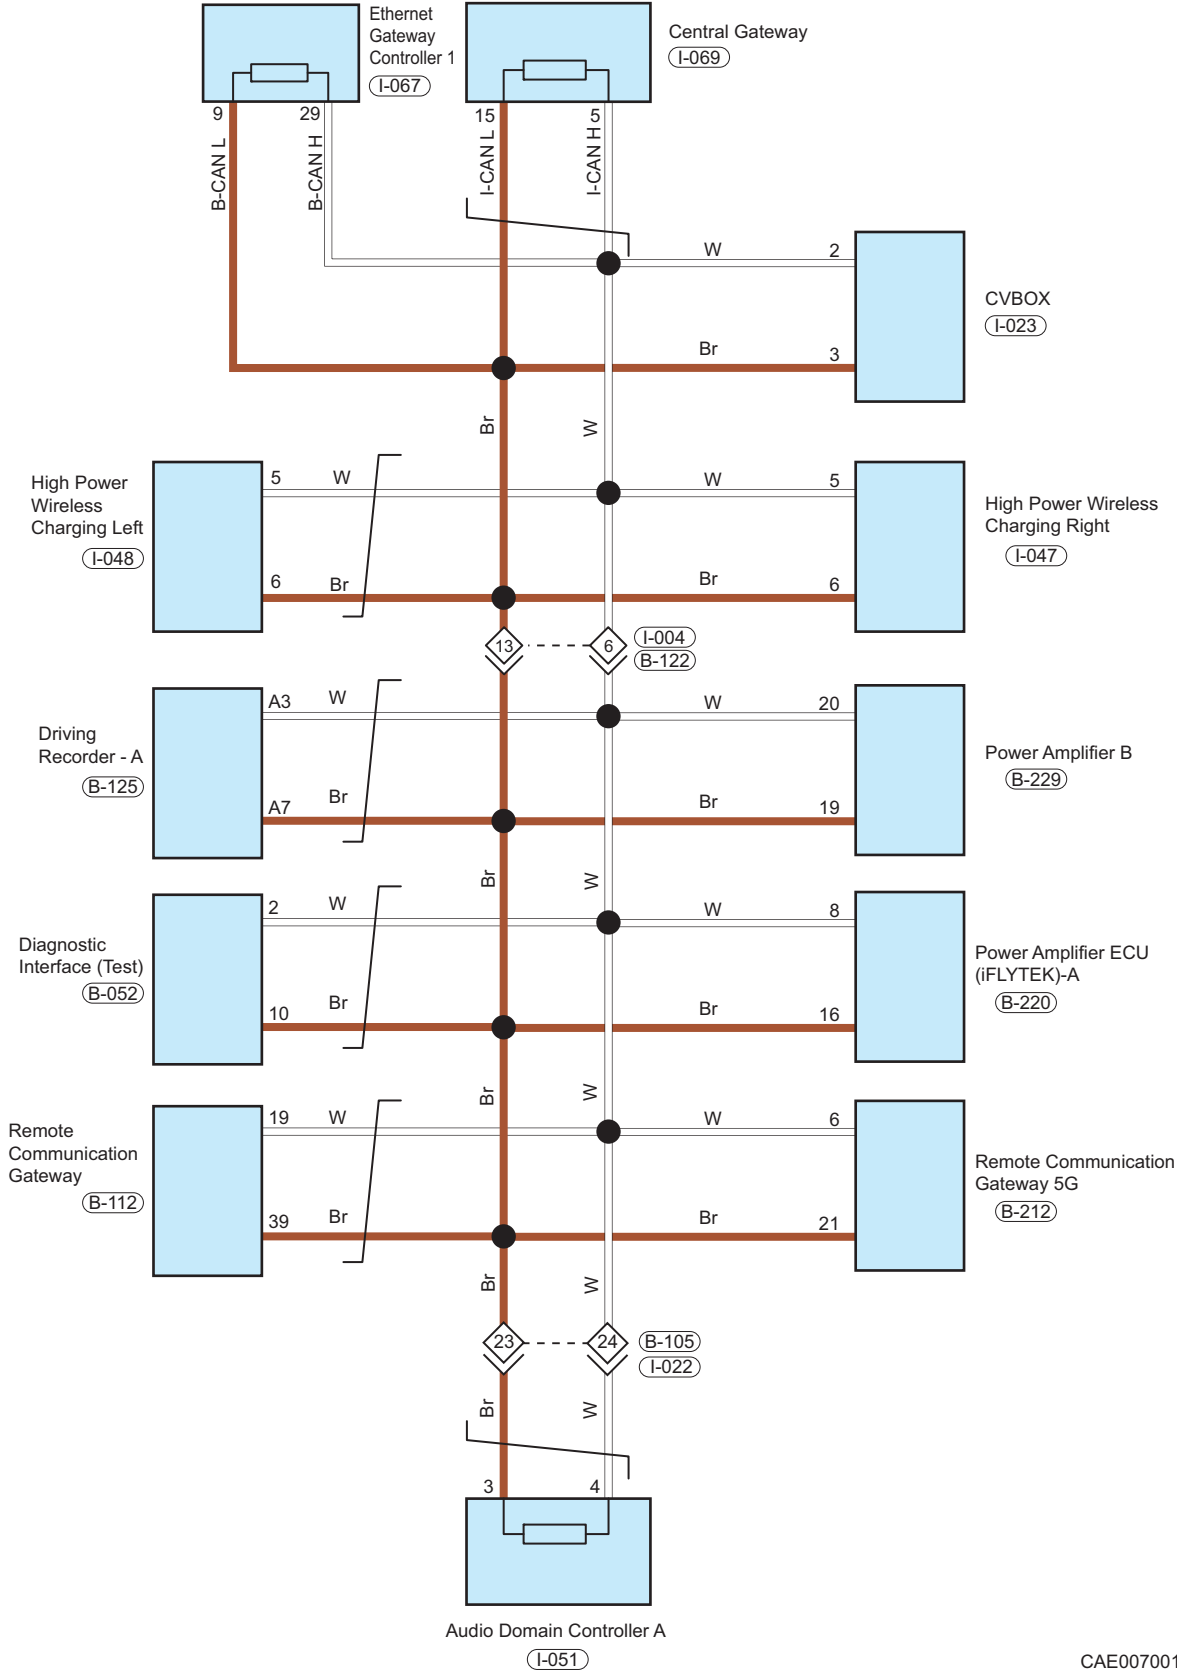 Ethernet
Gateway
Controller 1
I-067
Central Gateway
I-069
9
29
15
5
B-CAN L
B-CAN H
I-CAN L
I-CAN H
W
2
CVBOX
I-023
Br
3
Br
W
High Power
Wireless
Charging Left
I-048
5
W
6
Br
W
5
High Power Wireless
Charging Right
I-047
Br
6
13
6
I-004
B-122
Driving
Recorder - A
B-125
A3
W
A7
Br
W
20
Power Amplifier B
B-229
Br
19
Br
W
Diagnostic
Interface (Test)
B-052
2
W
10
Br
W
8
Power Amplifier ECU
(iFLYTEK)-A
B-220
Br
16
Br
W
Remote
Communication
Gateway
B-112
19
W
39
Br
W
6
Remote Communication
Gateway 5G
B-212
Br
21
Br
W
23
24
B-105
I-022
Br
W
3
4
Audio Domain Controller A
I-051
CAE007001